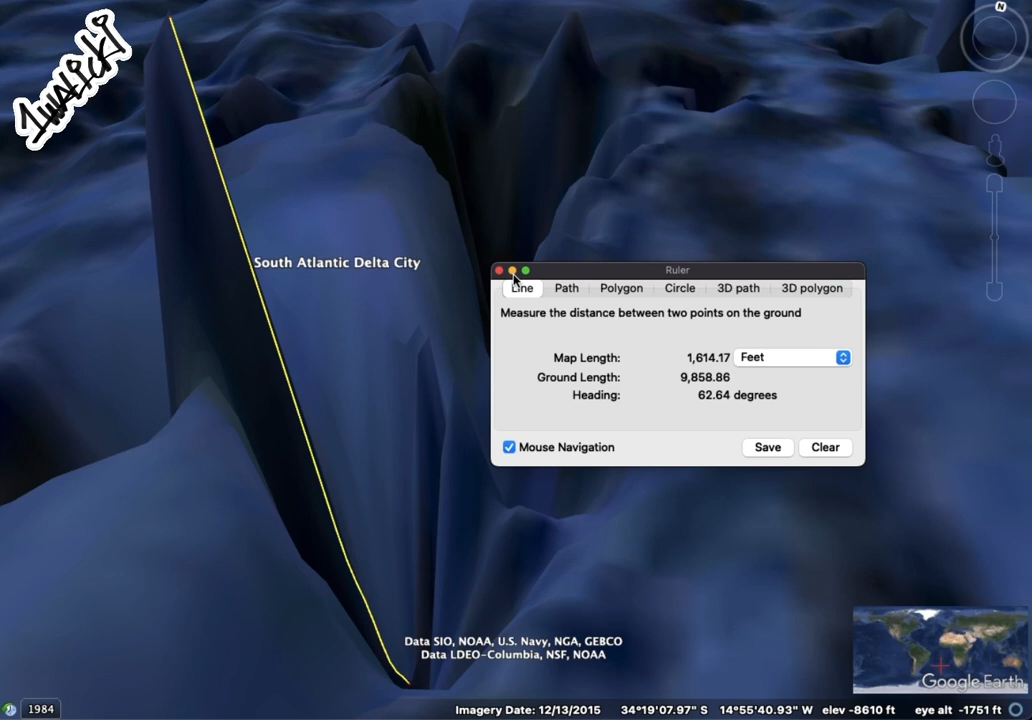 1WALICKI
N
South Atlantic Delta City
Ruler
Line Path Polygon Circle 3D path 3D polygon
Measure the distance between two points on the ground
Map Length: 1,614.17 Feet
Ground Length: 9,858.86
Heading: 62.64 degrees
Mouse Navigation Save Clear
Data SIO, NOAA, U.S. Navy, NGA, GEBCO
Data LDEO-Columbia, NSF, NOAA
Google Earth
1984 Imagery Date: 12/13/2015 34°19'07.97" S 14°55'40.93" W elev -8610 ft eye alt -1751 ft